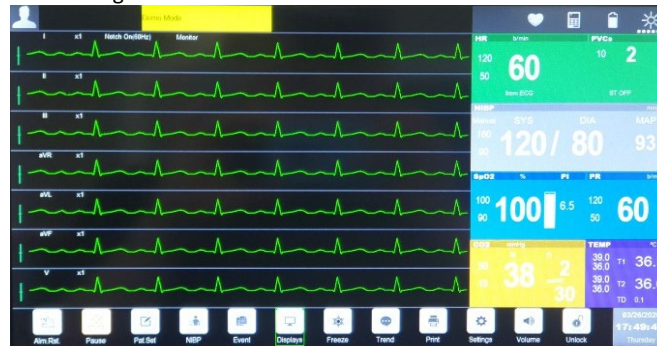 Demo Mode
I x1 Notch On(60Hz) Monitor
II x1
III x1
aVR x1
aVL x1
aVF x1
V x1
HR b/min
120
50
60
from ECG
PVCs
10 2
ST OFF
NIBP
Manual SYS DIA MAP
120 / 80 93
SpO2 % PI
100
90
100 6.5
PR
120
50
60
CO2 mmHg
38
2
30
TEMP °C
39.0
36.0 T1 36.
39.0
36.0 T2 36.
TD 0.1
Alm.Rst. Pause Pat.Set NIBP Event Displays Freeze Trend Print Settings Volume Unlock
17:49:4
Thursday